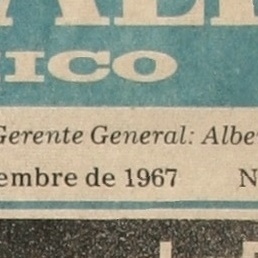 ICO
Gerente General: Albe
embre de 1967 N